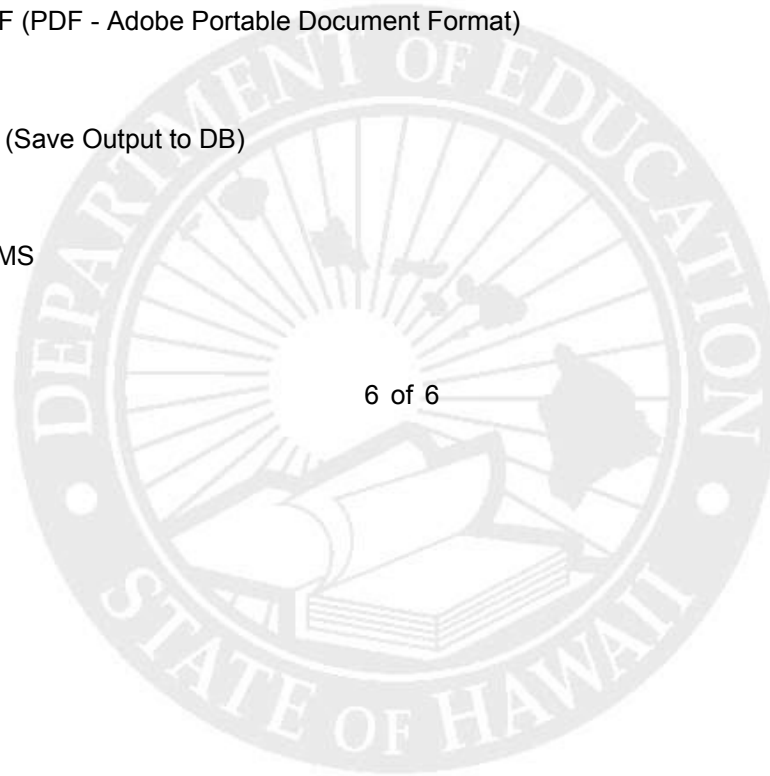 F (PDF - Adobe Portable Document Format)
(Save Output to DB)
MS
6 of 6
DEPARTMENT OF EDUCATION
STATE OF HAWAII